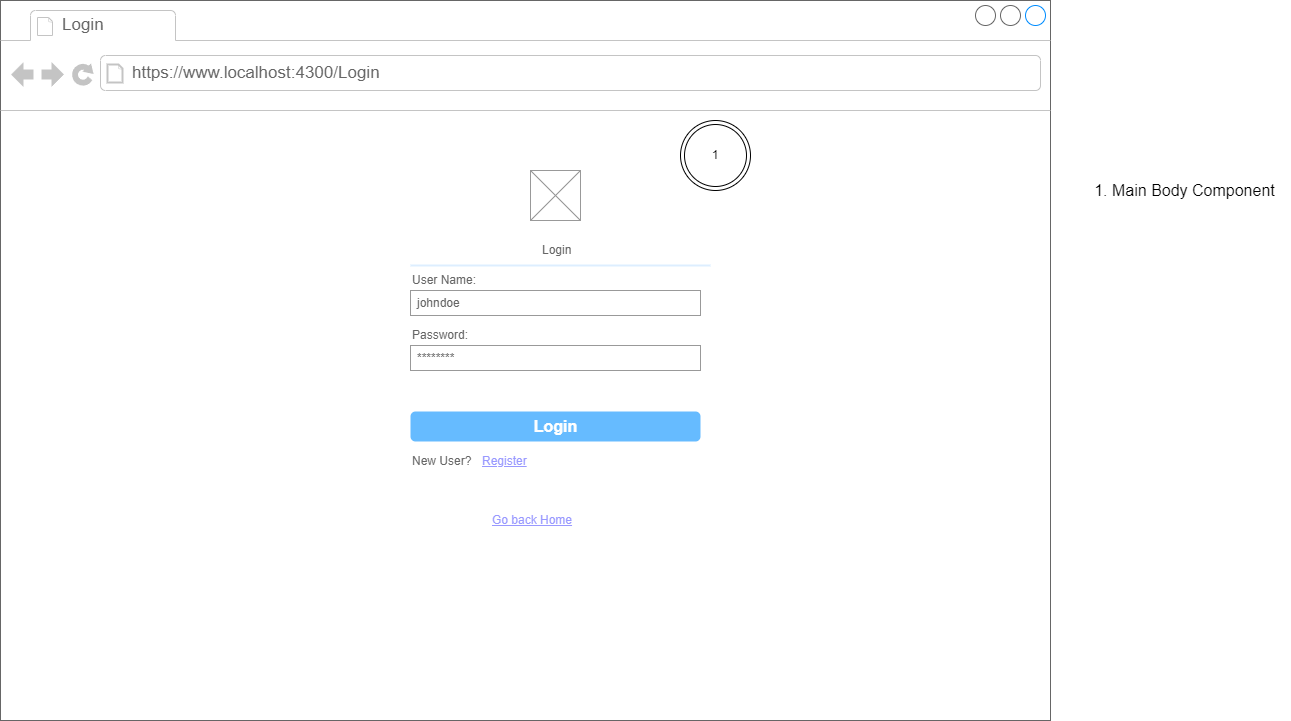 Login
https://www.localhost:4300/Login
1
1. Main Body Component
Login
User Name:
johndoe
Password:
********
Login
New User? Register
Go back Home